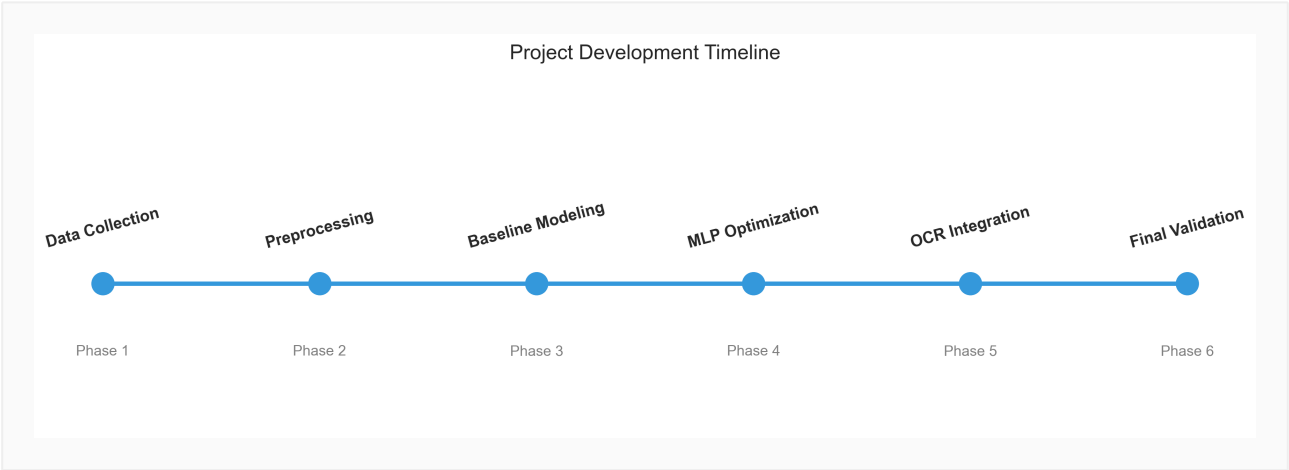 Project Development Timeline
Data Collection
Preprocessing
Baseline Modeling
MLP Optimization
OCR Integration
Final Validation
Phase 1
Phase 2
Phase 3
Phase 4
Phase 5
Phase 6